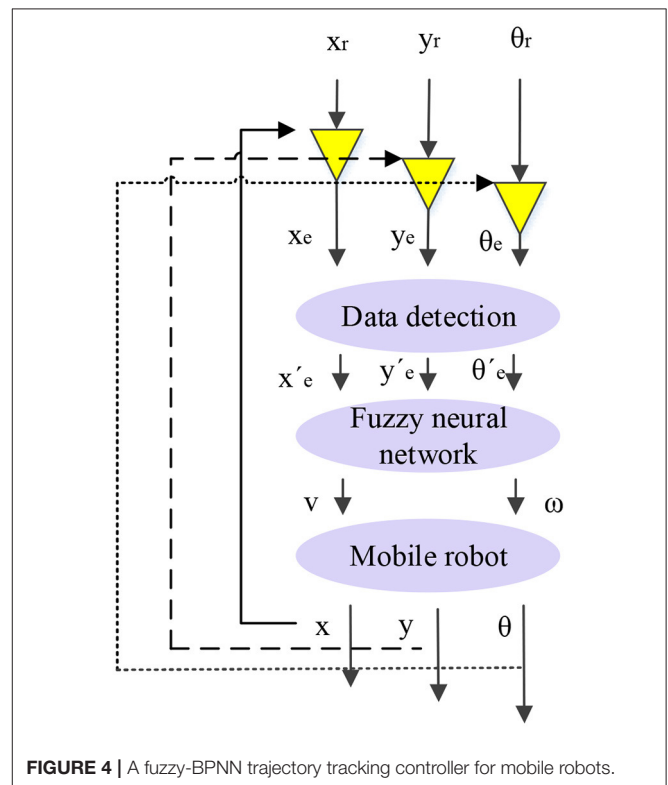 xr yr θr
xe ye θe
Data detection
x´e y´e θ´e
Fuzzy neural
network
v ω
Mobile robot
x y θ
FIGURE 4 | A fuzzy-BPNN trajectory tracking controller for mobile robots.